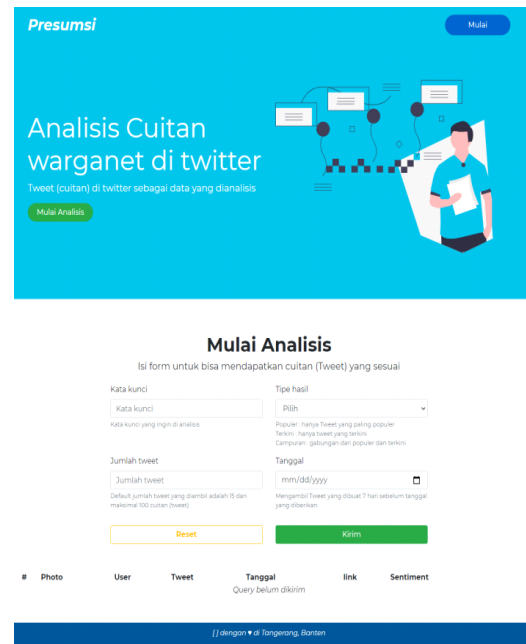 Presumsi
Mulai
Analisis Cuitan
warganet di twitter
Tweet (cuitan) di twitter sebagai data yang dianalisis
Mulai Analisis
Mulai Analisis
Isi form untuk bisa mendapatkan cuitan (Tweet) yang sesuai
Kata kunci
Tipe hasil
Kata kunci
Pilih
Kata kunci yang ingin di analisis
Populer : hanya Tweet yang paling populer
Terkini : hanya tweet yang terkini
Campuran : gabungan dari populer dan terkini
Jumlah tweet
Tanggal
Jumlah tweet
mm/dd/yyyy
Default jumlah tweet yang diambil adalah 15 dan
maksimal 100 cuitan (tweet)
Mengambil Tweet yang dibuat 7 hari sebelum tanggal
yang diberikan.
Reset
Kirim
# Photo User Tweet Tanggal link Sentiment
Query belum dikirim
[ ] dengan ♥ di Tangerang, Banten